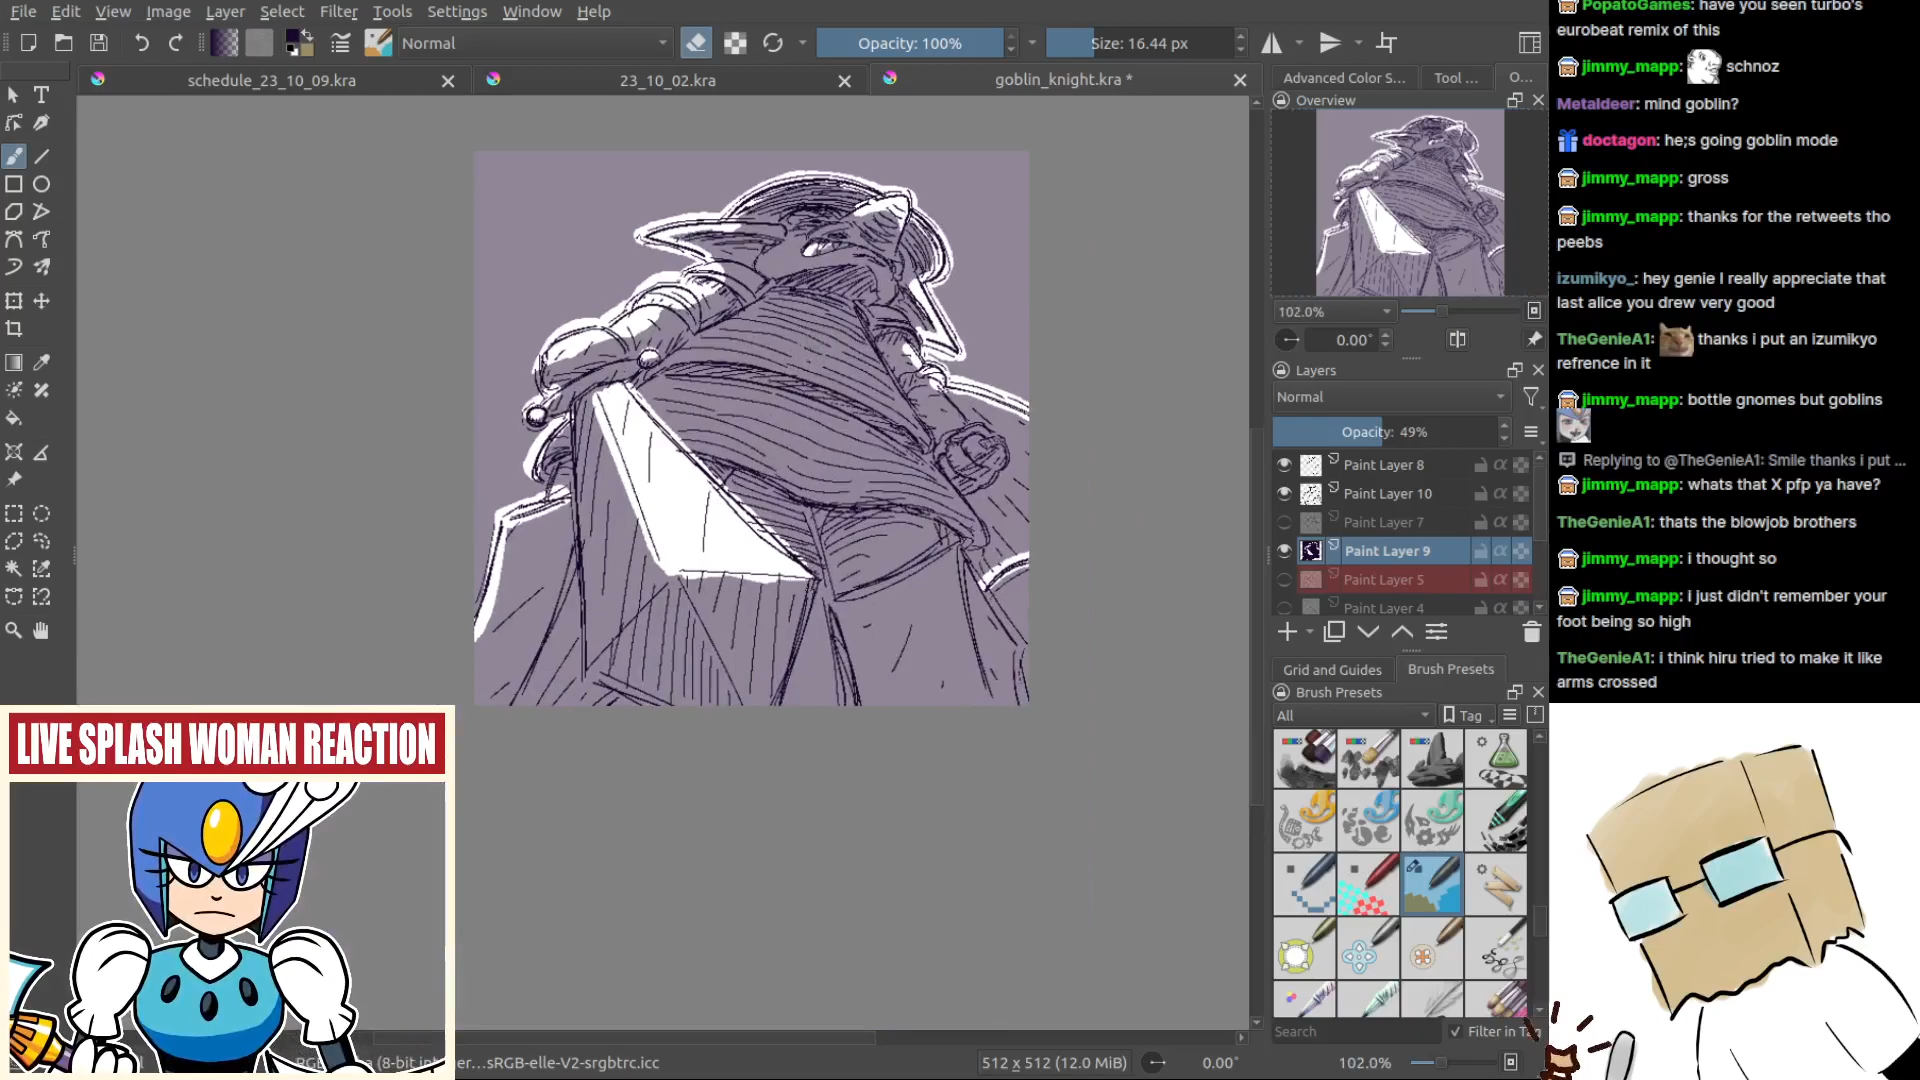 File Edit View Image Layer Select Filter Tools Settings Window Help
Normal
Opacity: 100%
Size: 16.44 px
schedule_23_10_09.kra
23_10_02.kra
goblin_knight.kra *
Advanced Color S...
Tool ...
O...
Overview
102.0%
0.00°
Layers
Normal
Opacity: 49%
Paint Layer 8
Paint Layer 10
Paint Layer 7
Paint Layer 9
Paint Layer 5
Paint Layer 4
Grid and Guides
Brush Presets
Brush Presets
All
Tag
Search
Filter in Tag
(8-bit int
er...sRGB-elle-V2-srgbtrc.icc
512 x 512 (12.0 MiB)
0.00°
102.0%
LIVE SPLASH WOMAN REACTION
PopatoGames: have you seen turbo's
eurobeat remix of this
jimmy_mapp: schnoz
Metaldeer: mind goblin?
doctagon: he;s going goblin mode
jimmy_mapp: gross
jimmy_mapp: thanks for the retweets tho
peebs
izumikyo_: hey genie I really appreciate that
last alice you drew very good
TheGenieA1: thanks i put an izumikyo
refrence in it
jimmy_mapp: bottle gnomes but goblins
Replying to @TheGenieA1: Smile thanks i put ...
jimmy_mapp: whats that X pfp ya have?
TheGenieA1: thats the blowjob brothers
jimmy_mapp: i thought so
jimmy_mapp: i just didn't remember your
foot being so high
TheGenieA1: i think hiru tried to make it like
arms crossed